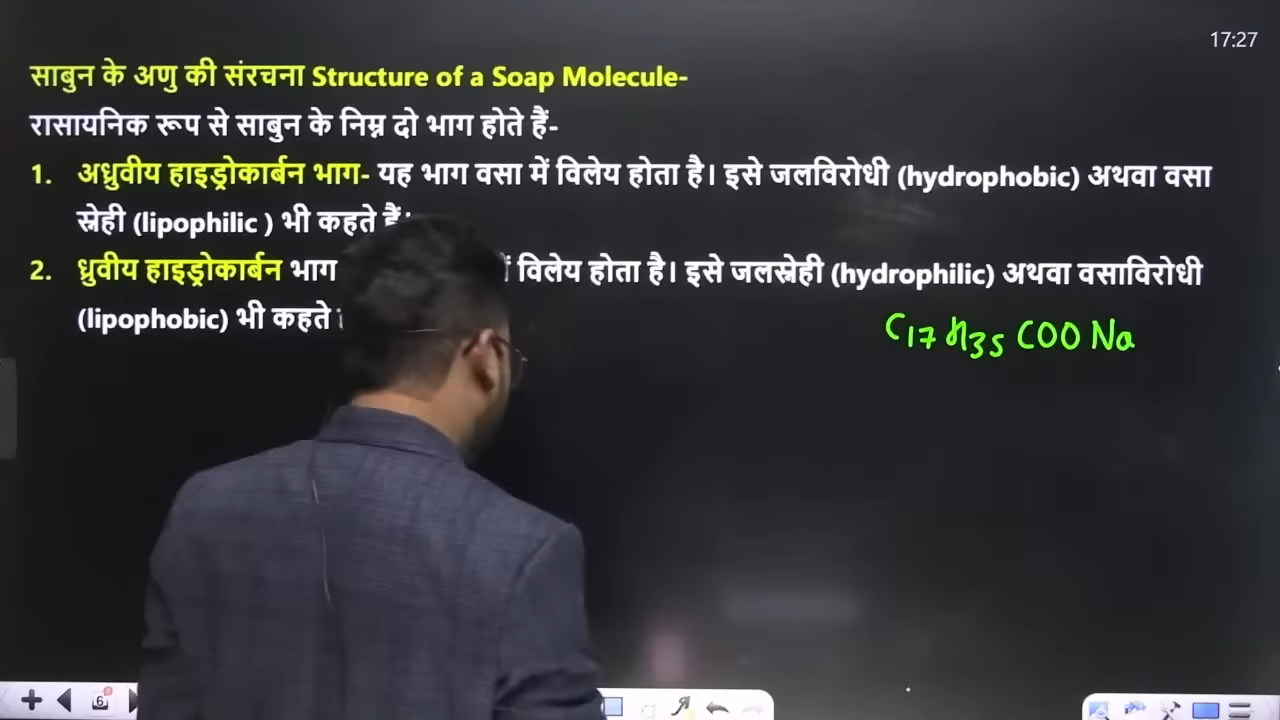 17:27
साबुन के अणु की संरचना Structure of a Soap Molecule-
रासायनिक रूप से साबुन के निम्न दो भाग होते हैं-
1. अध्रुवीय हाइड्रोकार्बन भाग- यह भाग वसा में विलेय होता है। इसे जलविरोधी (hydrophobic) अथवा वसा
स्नेही (lipophilic ) भी कहते हैं
2. ध्रुवीय हाइड्रोकार्बन भाग विलेय होता है। इसे जलस्नेही (hydrophilic) अथवा वसाविरोधी
(lipophobic) भी कहते
C17 H35 COO Na
6